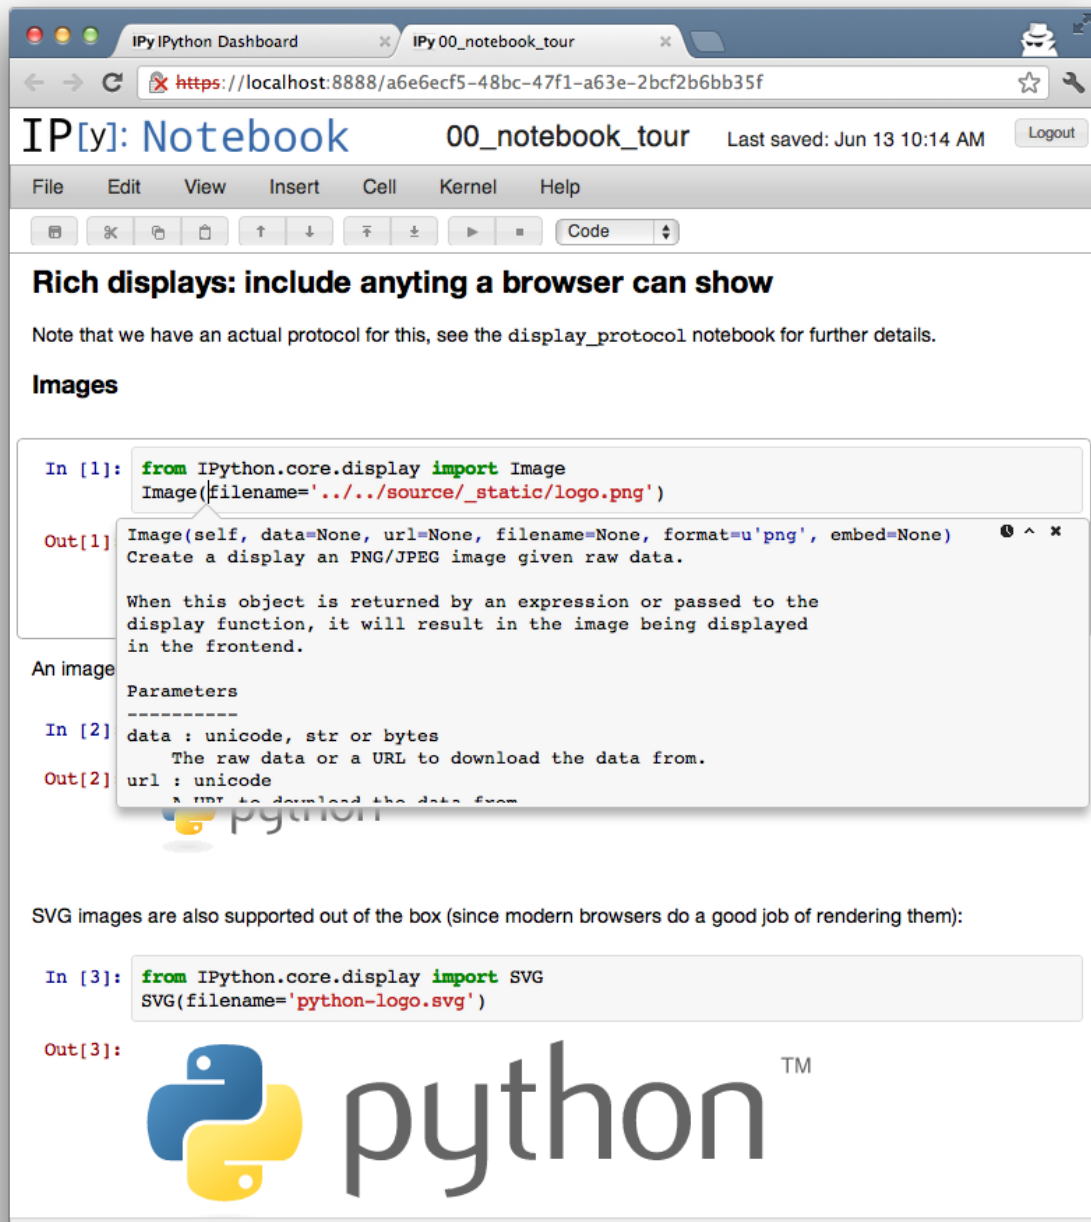 IPy IPython Dashboard
IPy 00_notebook_tour
https://localhost:8888/a6e6ecf5-48bc-47f1-a63e-2bcf2b6bb35f
IP[y]: Notebook 00_notebook_tour Last saved: Jun 13 10:14 AM Logout
File Edit View Insert Cell Kernel Help
Code
Rich displays: include anyting a browser can show
Note that we have an actual protocol for this, see the display_protocol notebook for further details.
Images
In [1]: from IPython.core.display import Image
Image(filename='../../source/_static/logo.png')
Out[1]
Image(self, data=None, url=None, filename=None, format=u'png', embed=None)
Create a display an PNG/JPEG image given raw data.
When this object is returned by an expression or passed to the
display function, it will result in the image being displayed
in the frontend.
An image
Parameters
----------
In [2]
data : unicode, str or bytes
The raw data or a URL to download the data from.
Out[2]
url : unicode
A URL to download the data from
python
SVG images are also supported out of the box (since modern browsers do a good job of rendering them):
In [3]: from IPython.core.display import SVG
SVG(filename='python-logo.svg')
Out[3]:
python TM